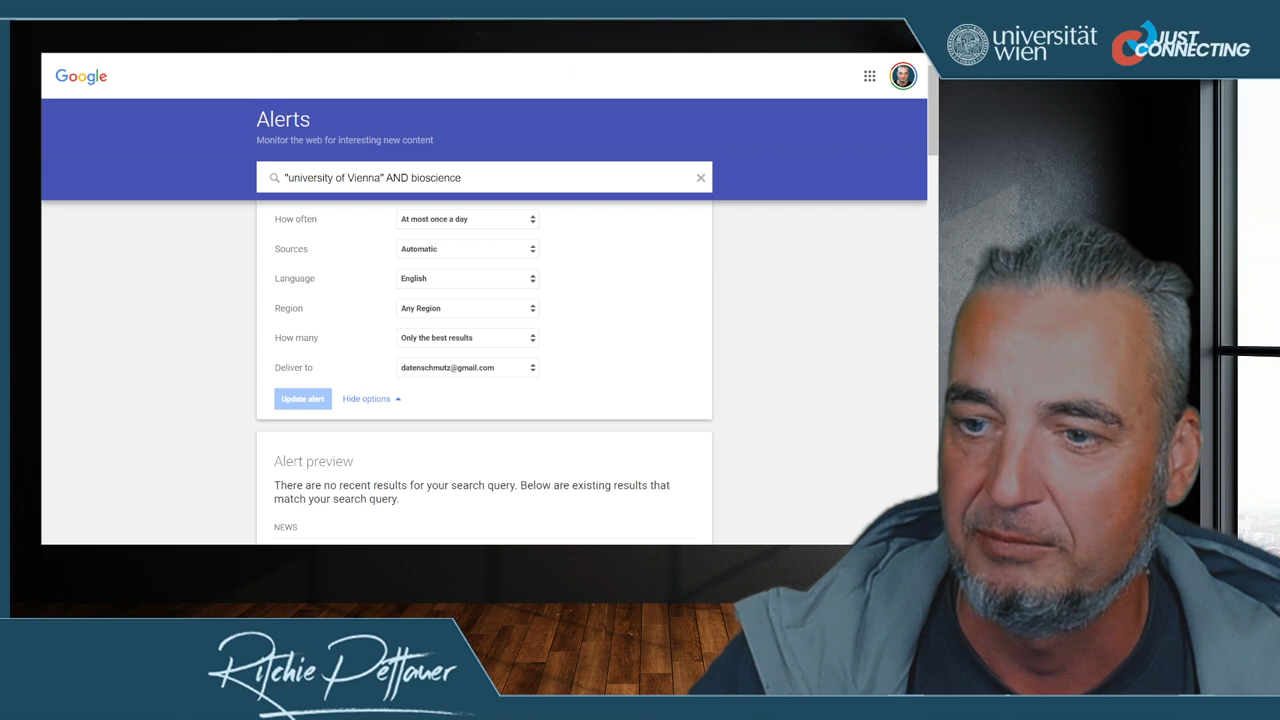 universität
wien
JUST
CONNECTING
Google
Alerts
Monitor the web for interesting new content
"university of Vienna" AND bioscience
How often At most once a day
Sources Automatic
Language English
Region Any Region
How many Only the best results
Deliver to datenschmutz@gmail.com
Update alert Hide options
Alert preview
There are no recent results for your search query. Below are existing results that
match your search query.
NEWS
Ritchie Pettauer